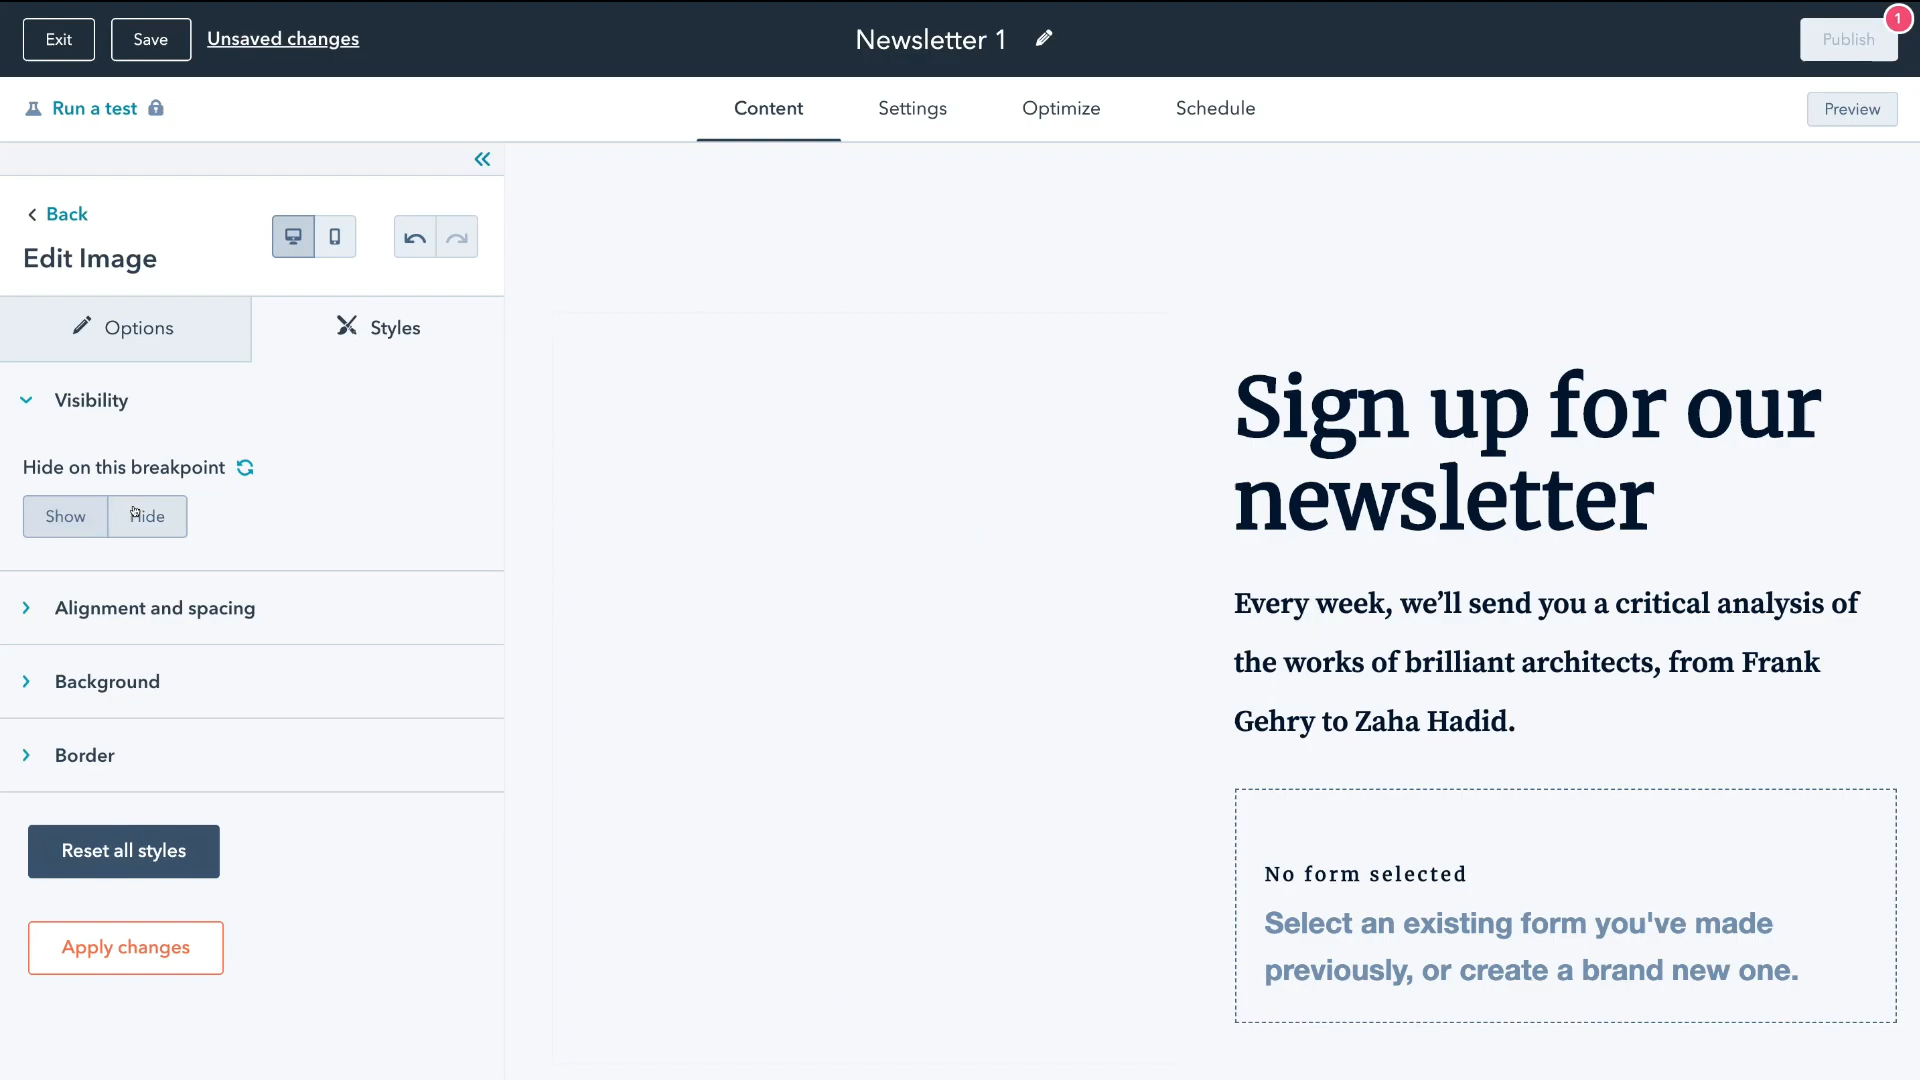 Exit
Save
Unsaved changes
Newsletter 1
1
Publish
Run a test
Content
Settings
Optimize
Schedule
Preview
Back
Edit Image
Options
Styles
Visibility
Hide on this breakpoint
Show
Hide
Alignment and spacing
Background
Border
Reset all styles
Apply changes
Sign up for our
newsletter
Every week, we’ll send you a critical analysis of
the works of brilliant architects, from Frank
Gehry to Zaha Hadid.
No form selected
Select an existing form you've made
previously, or create a brand new one.